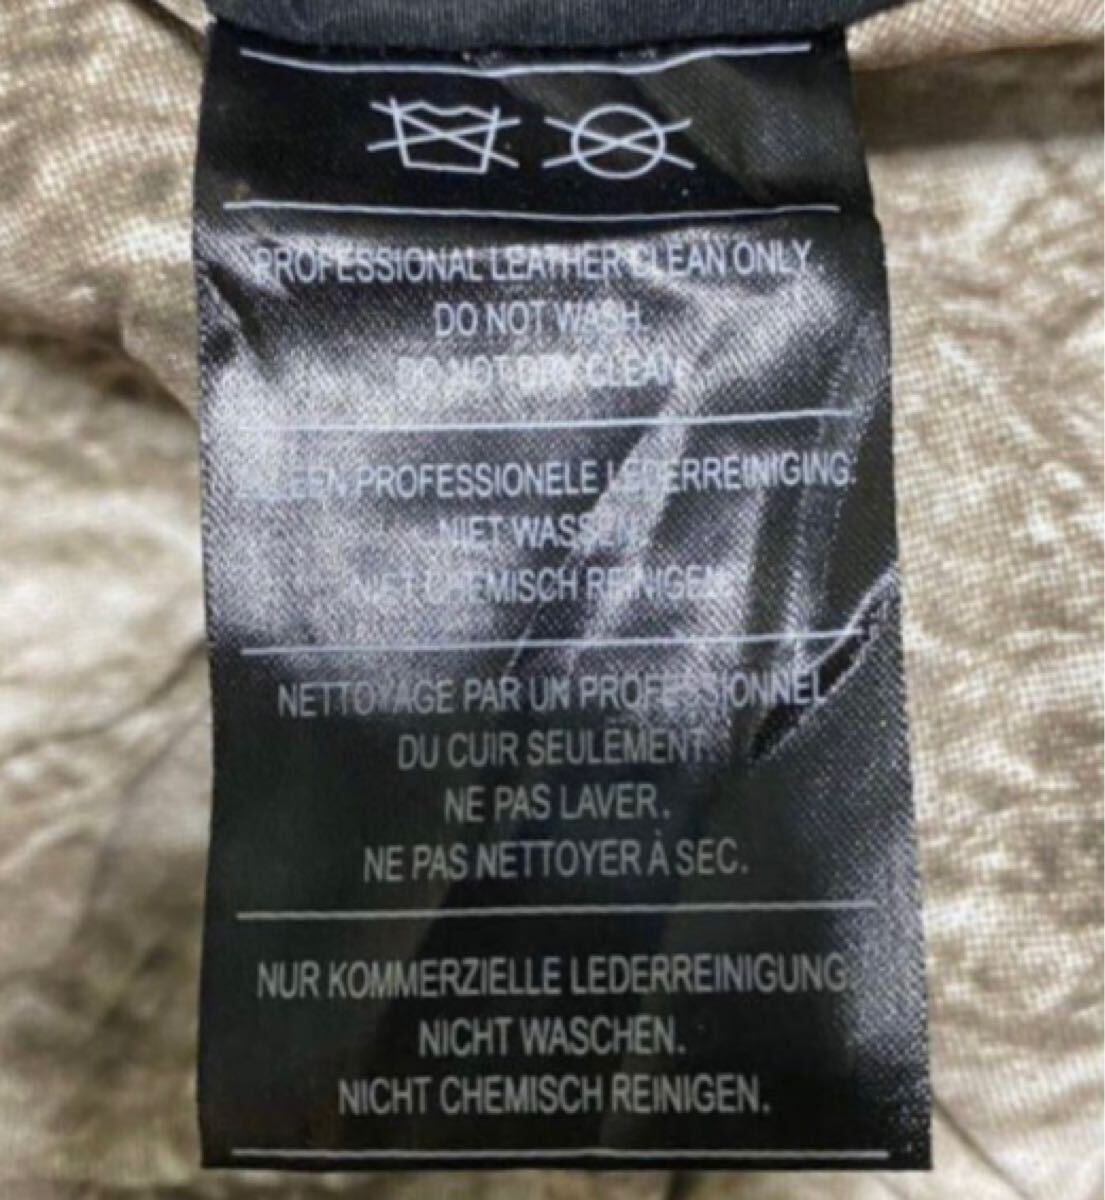 PROFESSIONAL LEATHER CLEAN ONLY.
DO NOT WASH.
DO NOT DRY CLEAN.
PROFESSIONELE LEDERREINIGING.
NIET WASSEN.
NIET CHEMISCH REINIGEN.
NETTOYAGE PAR UN PROFESSIONNEL
DU CUIR SEULEMENT.
NE PAS LAVER.
NE PAS NETTOYER À SEC.
NUR KOMMERZIELLE LEDERREINIGUNG
NICHT WASCHEN.
NICHT CHEMISCH REINIGEN.